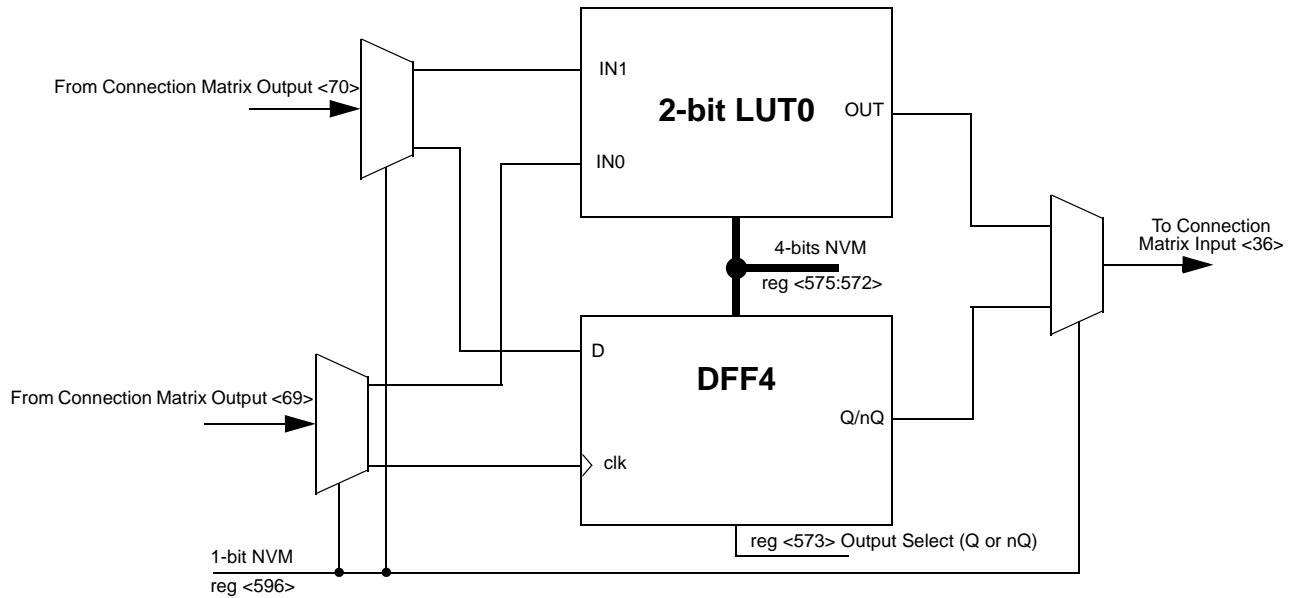 From Connection Matrix Output <70>
IN1
2-bit LUT0
OUT
IN0
To Connection
Matrix Input <36>
4-bits NVM
reg <575:572>
D
DFF4
From Connection Matrix Output <69>
Q/nQ
clk
reg <573> Output Select (Q or nQ)
1-bit NVM
reg <596>